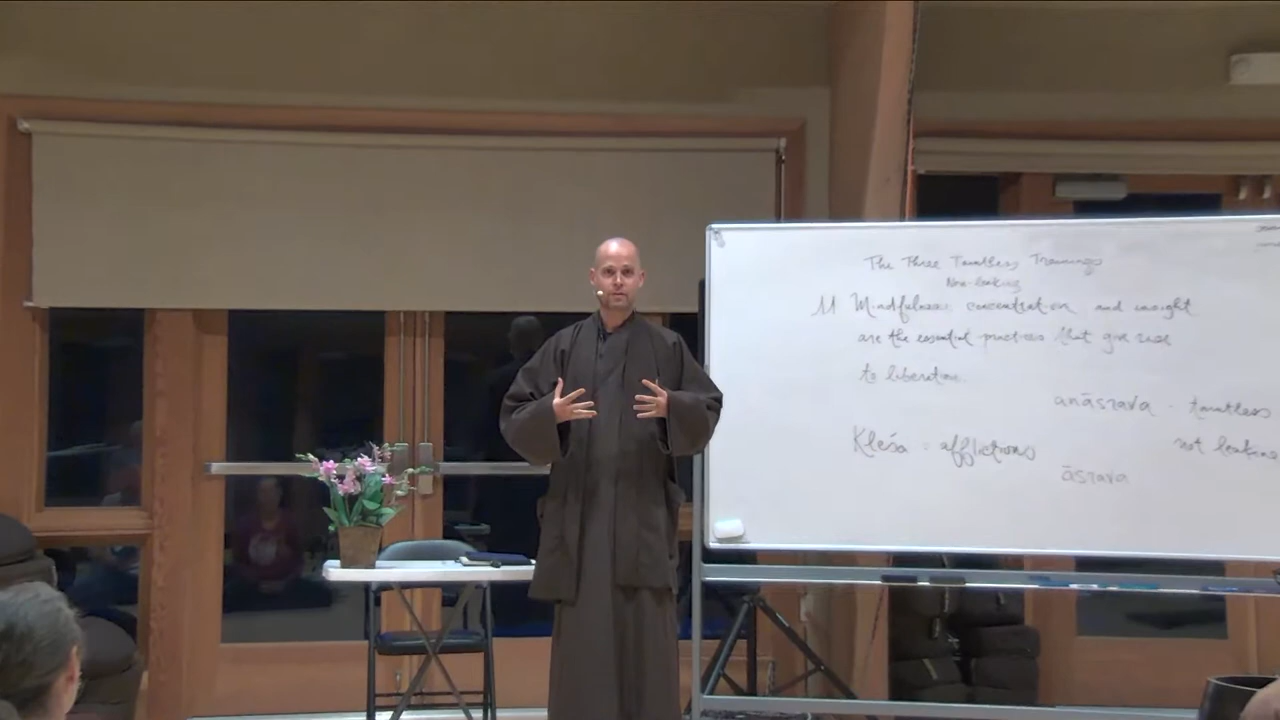 The Three Taintless Trainings
Non-leaking
11 Mindfulness, concentration and insight
are the essential practices that give rise
to liberation.
anāsrava - taintless
not leaking
Kleśa = afflictions
āsrava